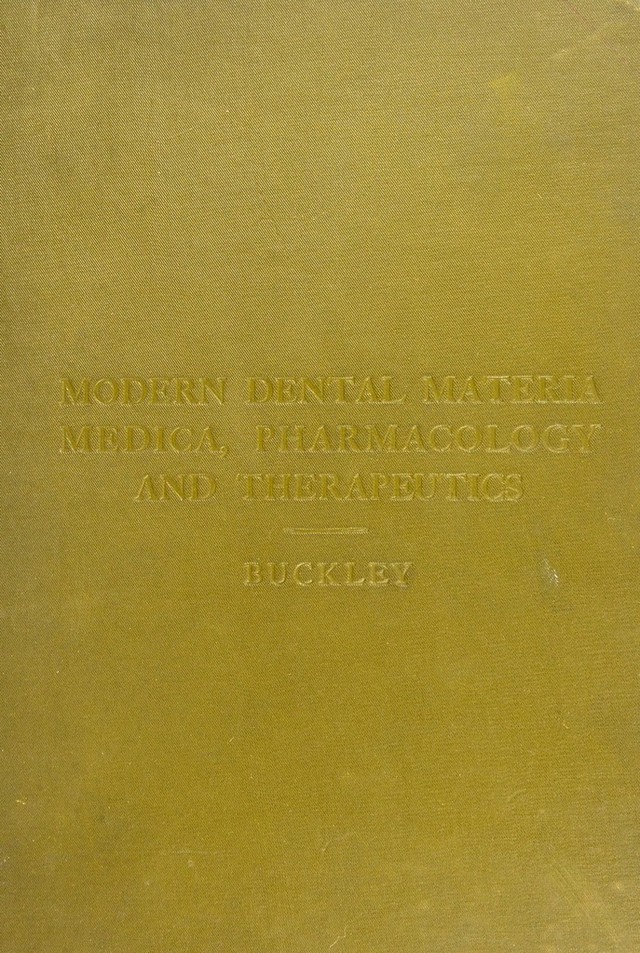 MODERN DENTAL MATERIA
MEDICA, PHARMACOLOGY
AND THERAPEUTICS
BUCKLEY